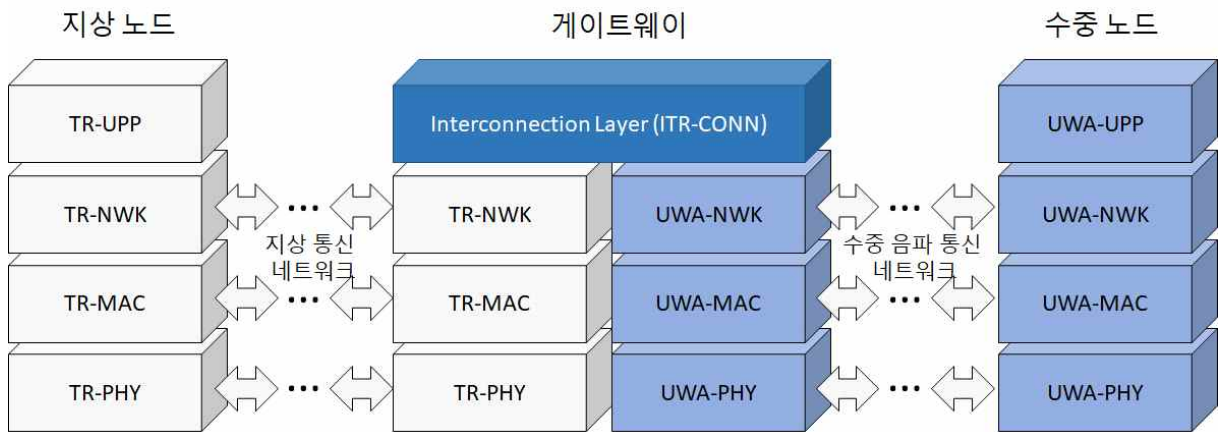 지상 노드
게이트웨이
수중 노드
TR-UPP
Interconnection Layer (ITR-CONN)
UWA-UPP
TR-NWK
...
TR-NWK
UWA-NWK
...
UWA-NWK
지상 통신
네트워크
수중 음파 통신
네트워크
TR-MAC
...
TR-MAC
UWA-MAC
...
UWA-MAC
TR-PHY
...
TR-PHY
UWA-PHY
...
UWA-PHY